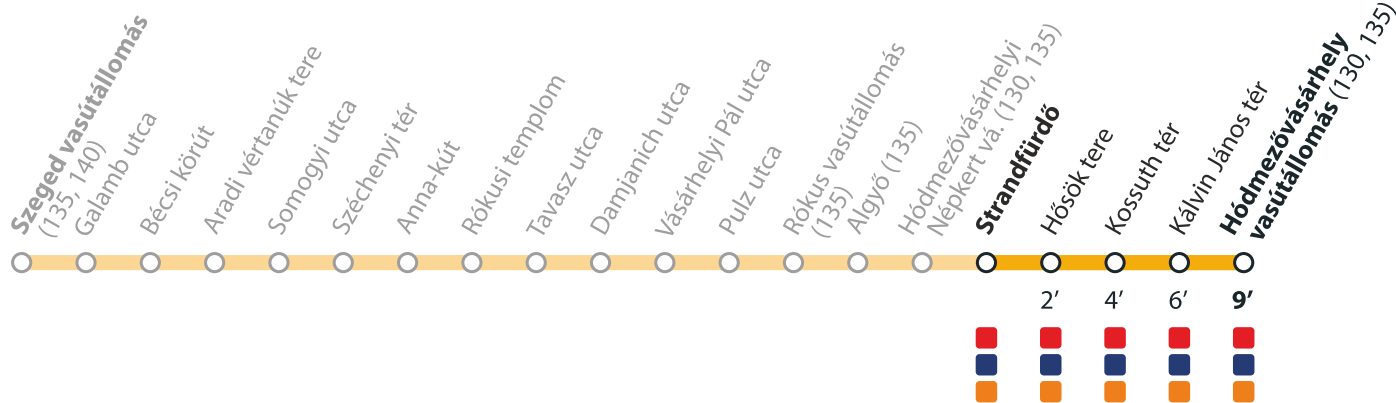 Szeged vasútállomás
(135, 140)
Galamb utca
Bécsi körút
Aradi vértanúk tere
Somogyi utca
Széchenyi tér
Anna-kút
Rókusi templom
Tavasz utca
Damjanich utca
Vásárhelyi Pál utca
Pulz utca
Rókus vasútállomás
(135)
Algyő (135)
Hódmezővásárhelyi
Népkert vá. (130, 135)
Strandfürdő
Hősök tere
Kossuth tér
Kálvin János tér
Hódmezővásárhely
vasútállomás (130, 135)
2’
4’
6’
9’